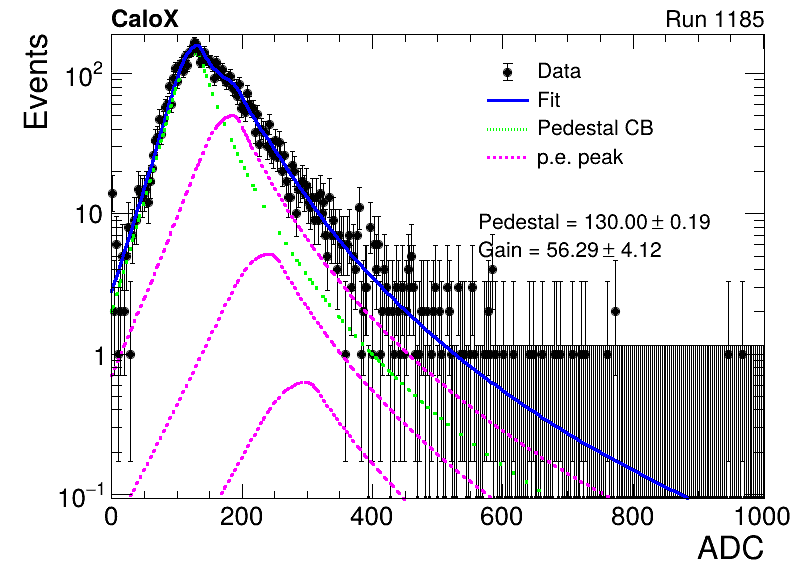 CaloX Run 1185
Events
10²
10
1
10⁻¹
Data
Fit
Pedestal CB
p.e. peak
Pedestal = 130.00 ± 0.19
Gain = 56.29 ± 4.12
0 200 400 600 800 1000
ADC